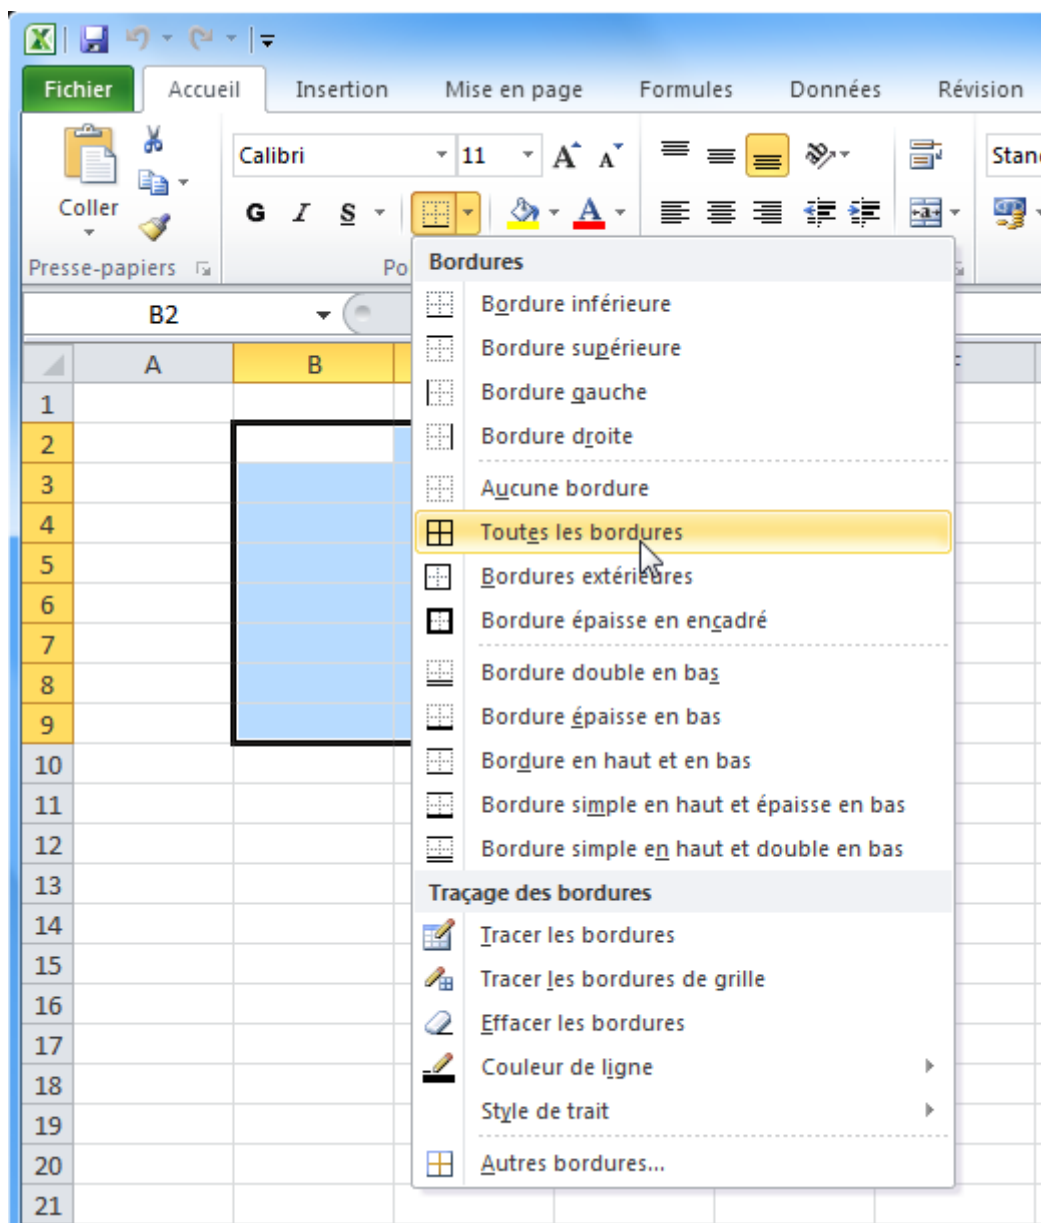 Fichier Accueil Insertion Mise en page Formules Données Révision
Calibri 11 A A Stan
Coller G I S A
Presse-papiers Po
Bordures
B2
Bordure inférieure
Bordure supérieure
Bordure gauche
Bordure droite
Aucune bordure
Toutes les bordures
Bordures extérieures
Bordure épaisse en encadré
Bordure double en bas
Bordure épaisse en bas
Bordure en haut et en bas
Bordure simple en haut et épaisse en bas
Bordure simple en haut et double en bas
Traçage des bordures
Tracer les bordures
Tracer les bordures de grille
Effacer les bordures
Couleur de ligne
Style de trait
Autres bordures...
A B
1
2
3
4
5
6
7
8
9
10
11
12
13
14
15
16
17
18
19
20
21